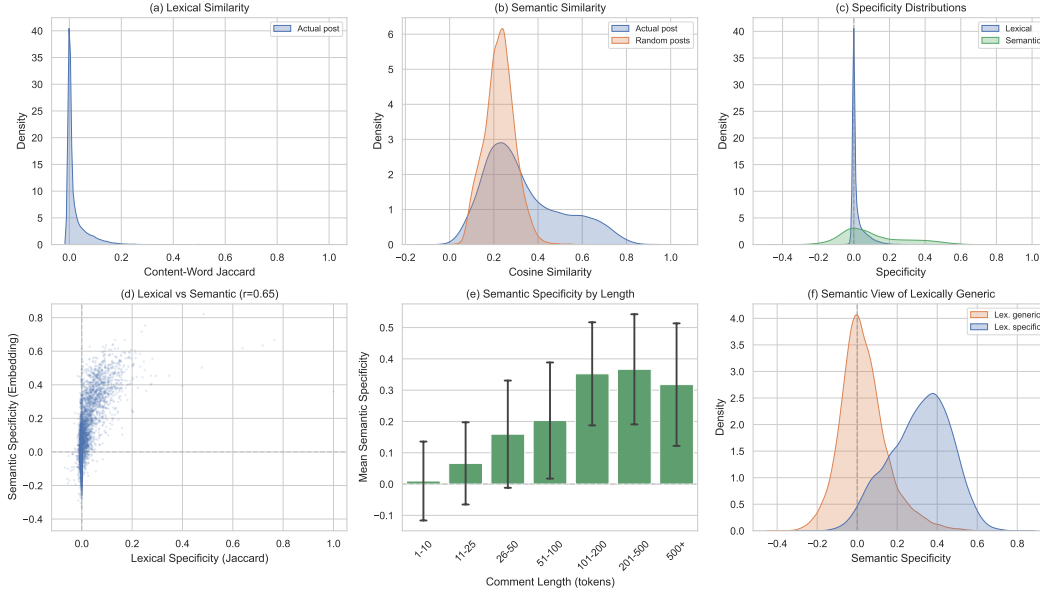 (a) Lexical Similarity
Density
40
35
30
25
20
15
10
5
0
0.0 0.2 0.4 0.6 0.8 1.0
Content-Word Jaccard
Actual post
(b) Semantic Similarity
Density
6
5
4
3
2
1
0
−0.2 0.0 0.2 0.4 0.6 0.8 1.0
Cosine Similarity
Actual post
Random posts
(c) Specificity Distributions
Density
40
35
30
25
20
15
10
5
0
−0.4 −0.2 0.0 0.2 0.4 0.6 0.8 1.0
Specificity
Lexical
Semantic
(d) Lexical vs Semantic (r=0.65)
Semantic Specificity (Embedding)
0.8
0.6
0.4
0.2
0.0
−0.2
−0.4
0.0 0.2 0.4 0.6 0.8 1.0
Lexical Specificity (Jaccard)
(e) Semantic Specificity by Length
Mean Semantic Specificity
0.5
0.4
0.3
0.2
0.1
0.0
−0.1
1-10 11-25 26-50 51-100 101-200 201-500 500+
Comment Length (tokens)
(f) Semantic View of Lexically Generic
Density
4.0
3.5
3.0
2.5
2.0
1.5
1.0
0.5
0.0
−0.4 −0.2 0.0 0.2 0.4 0.6 0.8
Semantic Specificity
Lex. generic
Lex. specific